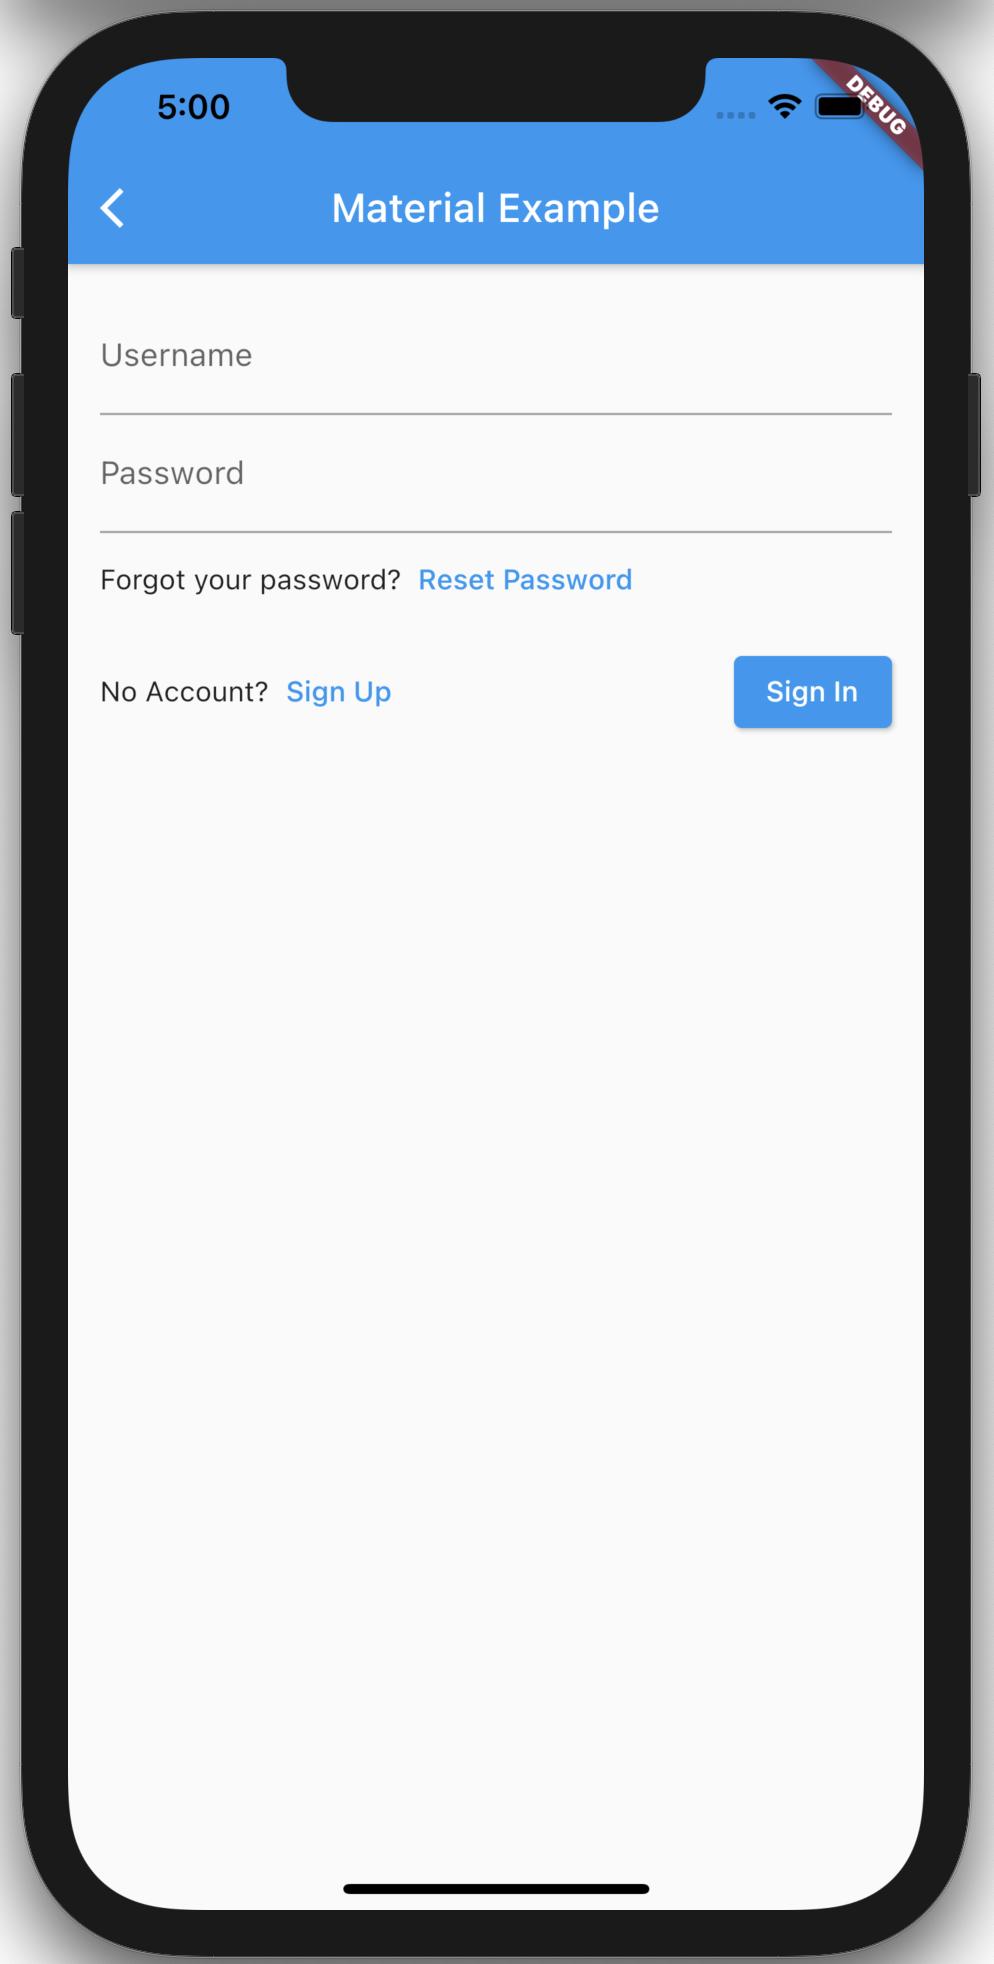 5:00
DEBUG
Material Example
Username
Password
Forgot your password? Reset Password
No Account? Sign Up
Sign In